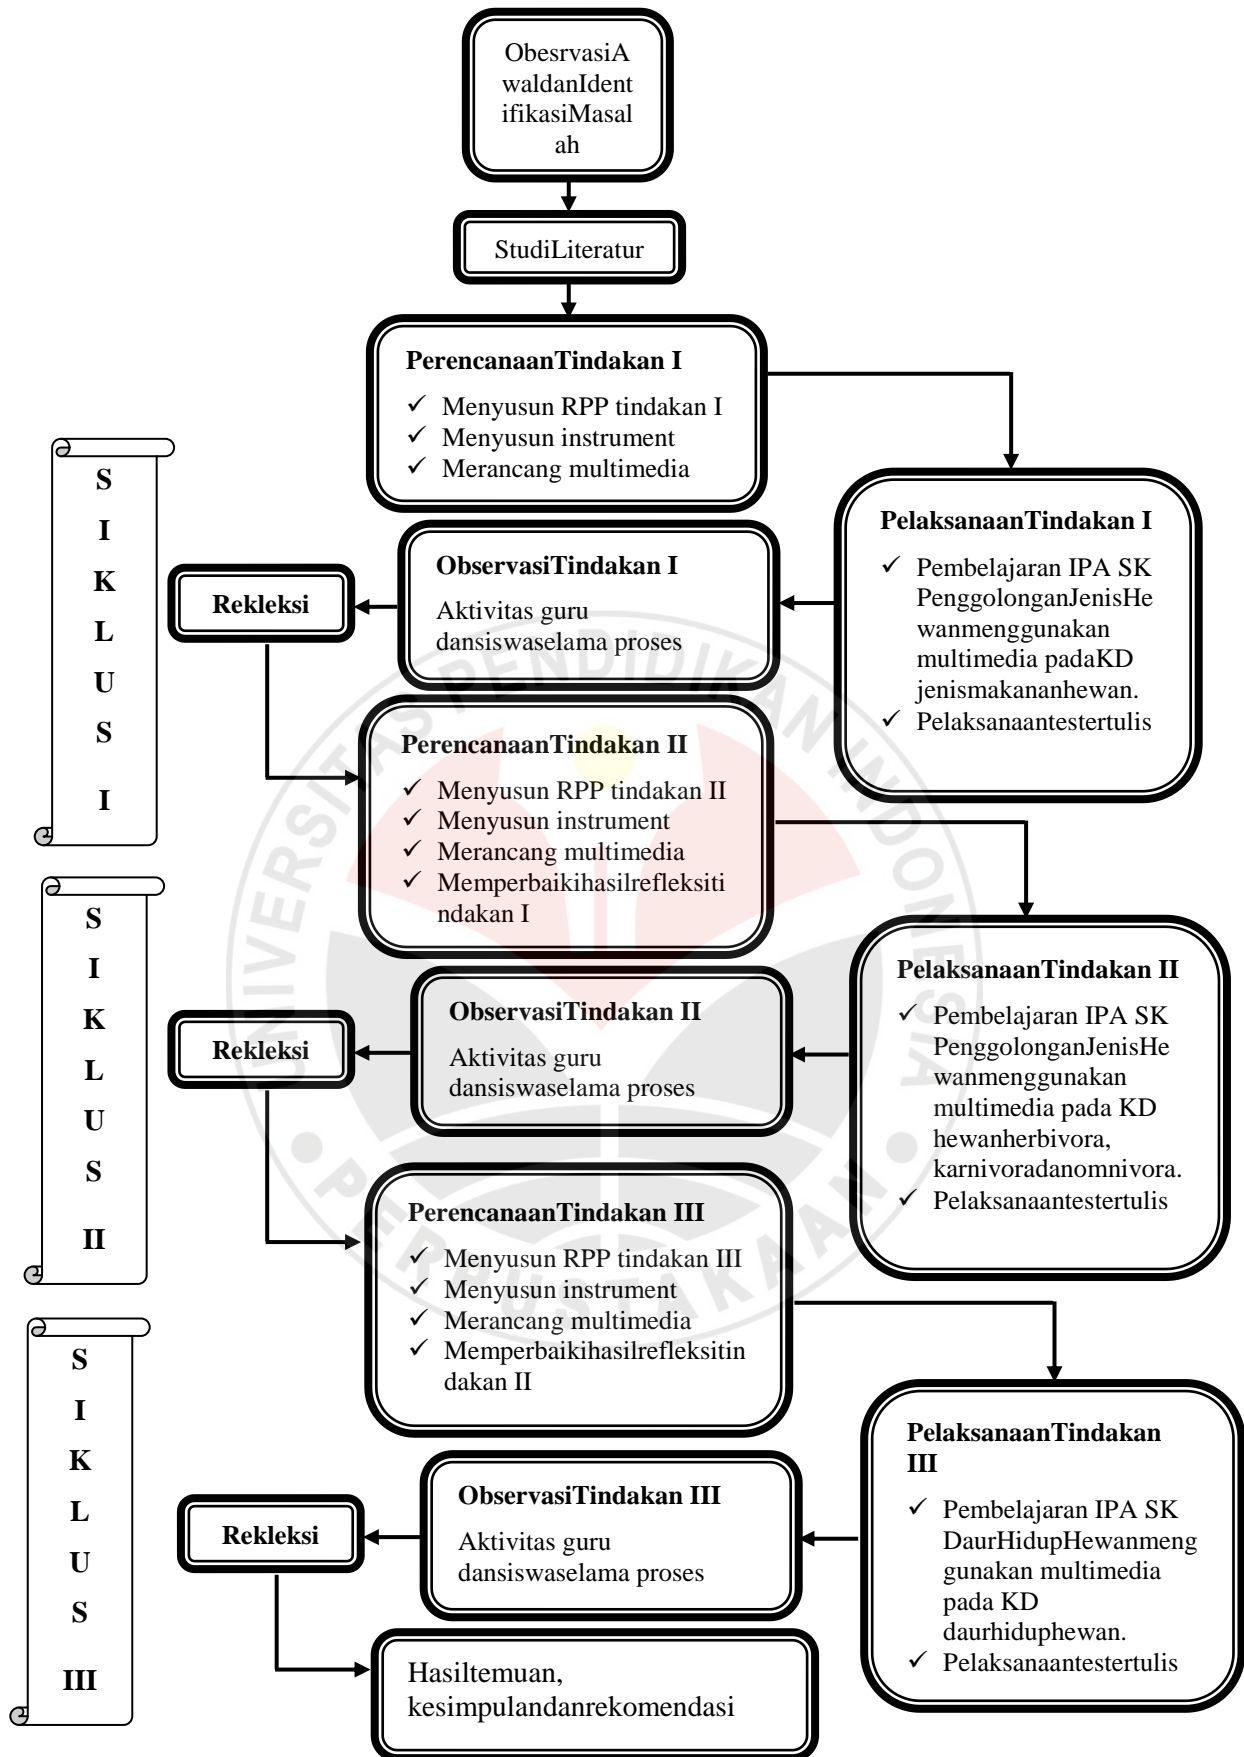 ObesrvasiA
waldanIdent
ifikasiMasal
ah
StudiLiteratur
PerencanaanTindakan I
✓ Menyusun RPP tindakan I
✓ Menyusun instrument
✓ Merancang multimedia
S
I
K
L
U
S
I
PelaksanaanTindakan I
✓ Pembelajaran IPA SK
PenggolonganJenisHe
wanmenggunakan
multimedia padaKD
jenismakananhewan.
✓ Pelaksanaantestertulis
ObservasiTindakan I
Aktivitas guru
dansiswaselama proses
Rekleksi
PerencanaanTindakan II
✓ Menyusun RPP tindakan II
✓ Menyusun instrument
✓ Merancang multimedia
✓ Memperbaikihasilrefleksiti
ndakan I
S
I
K
L
U
S
II
PelaksanaanTindakan II
✓ Pembelajaran IPA SK
PenggolonganJenisHe
wanmenggunakan
multimedia pada KD
hewanherbivora,
karnivoradanomnivora.
✓ Pelaksanaantestertulis
ObservasiTindakan II
Aktivitas guru
dansiswaselama proses
Rekleksi
PerencanaanTindakan III
✓ Menyusun RPP tindakan III
✓ Menyusun instrument
✓ Merancang multimedia
✓ Memperbaikihasilrefleksitin
dakan II
S
I
K
L
U
S
III
PelaksanaanTindakan
III
✓ Pembelajaran IPA SK
DaurHidupHewanmeng
gunakan multimedia
pada KD
daurhiduphewan.
✓ Pelaksanaantestertulis
ObservasiTindakan III
Aktivitas guru
dansiswaselama proses
Rekleksi
Hasiltemuan,
kesimpulandanrekomendasi
UNIVERSITAS PENDIDIKAN INDONESIA
PERPUSTAKAAN